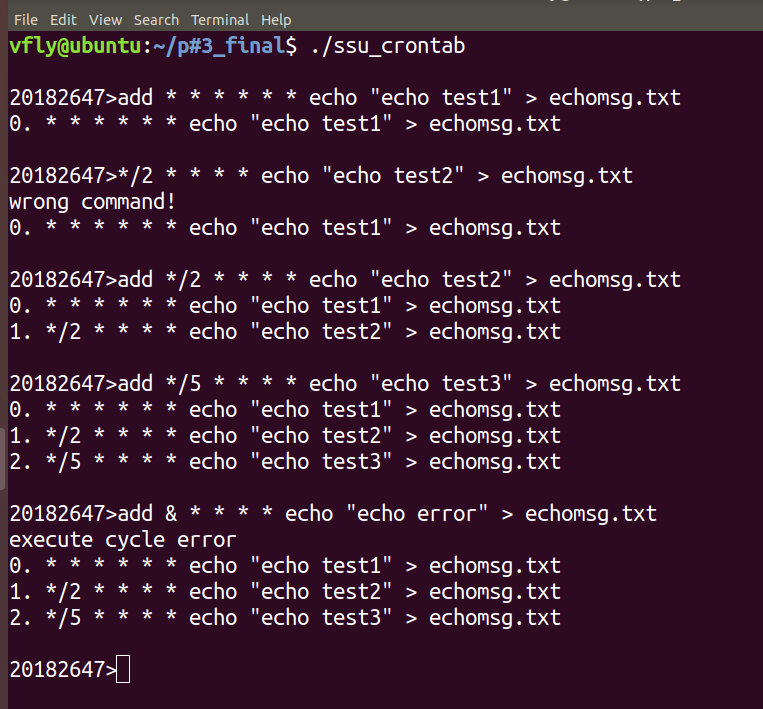 File Edit View Search Terminal Help
vfly@ubuntu:~/p#3_final$ ./ssu_crontab
20182647>add * * * * * * echo "echo test1" > echomsg.txt
0. * * * * * * echo "echo test1" > echomsg.txt
20182647>*/2 * * * * echo "echo test2" > echomsg.txt
wrong command!
0. * * * * * * echo "echo test1" > echomsg.txt
20182647>add */2 * * * * echo "echo test2" > echomsg.txt
0. * * * * * * echo "echo test1" > echomsg.txt
1. */2 * * * * echo "echo test2" > echomsg.txt
20182647>add */5 * * * * echo "echo test3" > echomsg.txt
0. * * * * * * echo "echo test1" > echomsg.txt
1. */2 * * * * echo "echo test2" > echomsg.txt
2. */5 * * * * echo "echo test3" > echomsg.txt
20182647>add & * * * * echo "echo error" > echomsg.txt
execute cycle error
0. * * * * * * echo "echo test1" > echomsg.txt
1. */2 * * * * echo "echo test2" > echomsg.txt
2. */5 * * * * echo "echo test3" > echomsg.txt
20182647>